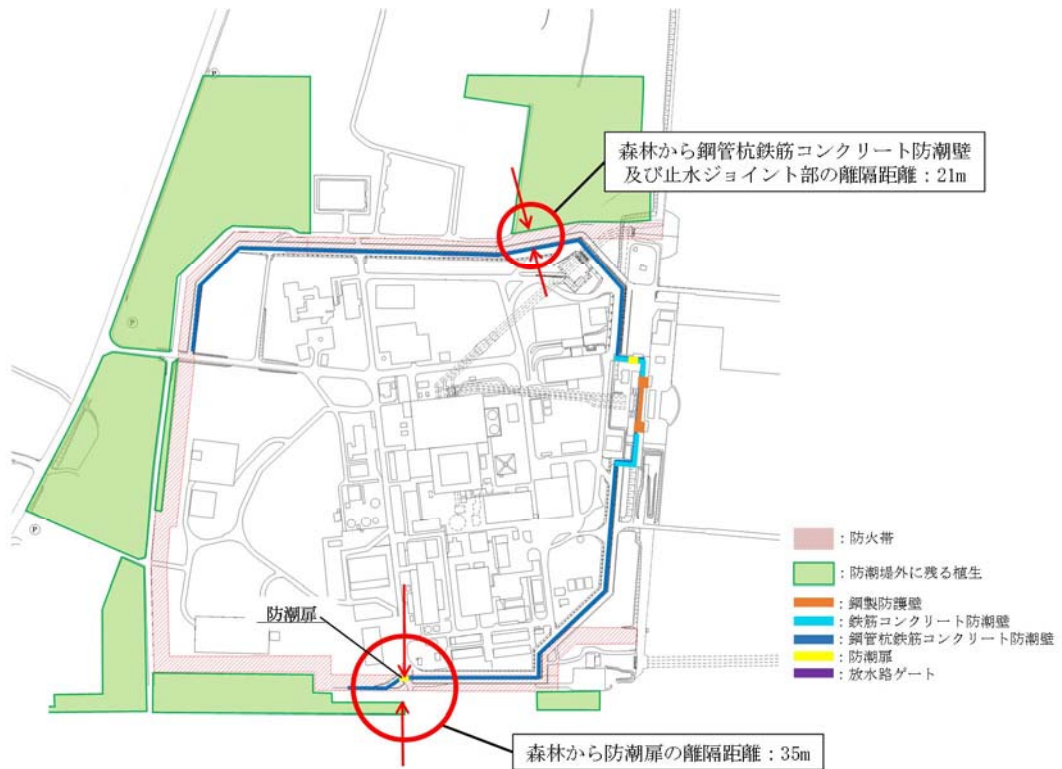 P
森林から鋼管杭鉄筋コンクリート防潮壁
及び止水ジョイント部の離隔距離：21m
P
P
防潮扉
：防火帯
：防潮堤外に残る植生
：鋼製防護壁
：鉄筋コンクリート防潮壁
：鋼管杭鉄筋コンクリート防潮壁
：防潮扉
：放水路ゲート
森林から防潮扉の離隔距離：35m